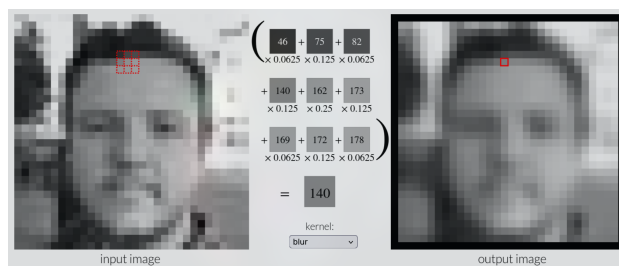 ( 46 + 75 + 82
× 0.0625 × 0.125 × 0.0625
+ 140 + 162 + 173
× 0.125 × 0.25 × 0.125
+ 169 + 172 + 178 )
× 0.0625 × 0.125 × 0.0625
= 140
kernel:
blur
input image
output image